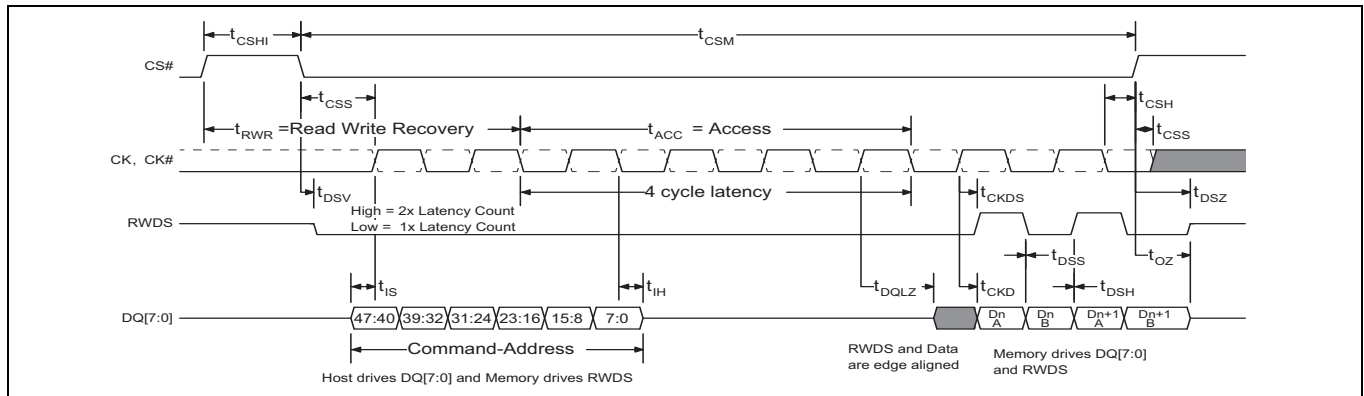 tCSHI
tCSM
CS#
tCSS
tCSH
tRWR =Read Write Recovery
tACC = Access
tCSS
CK, CK#
4 cycle latency
tDSV
High = 2x Latency Count
Low = 1x Latency Count
tCKDS
tDSZ
RWDS
tDSS
tOZ
tIS
tIH
tDQLZ
tCKD
tDSH
DQ[7:0]
47:40 39:32 31:24 23:16 15:8 7:0
Dn A
Dn B
Dn+1 A
Dn+1 B
Command-Address
RWDS and Data
are edge aligned
Memory drives DQ[7:0]
and RWDS
Host drives DQ[7:0] and Memory drives RWDS